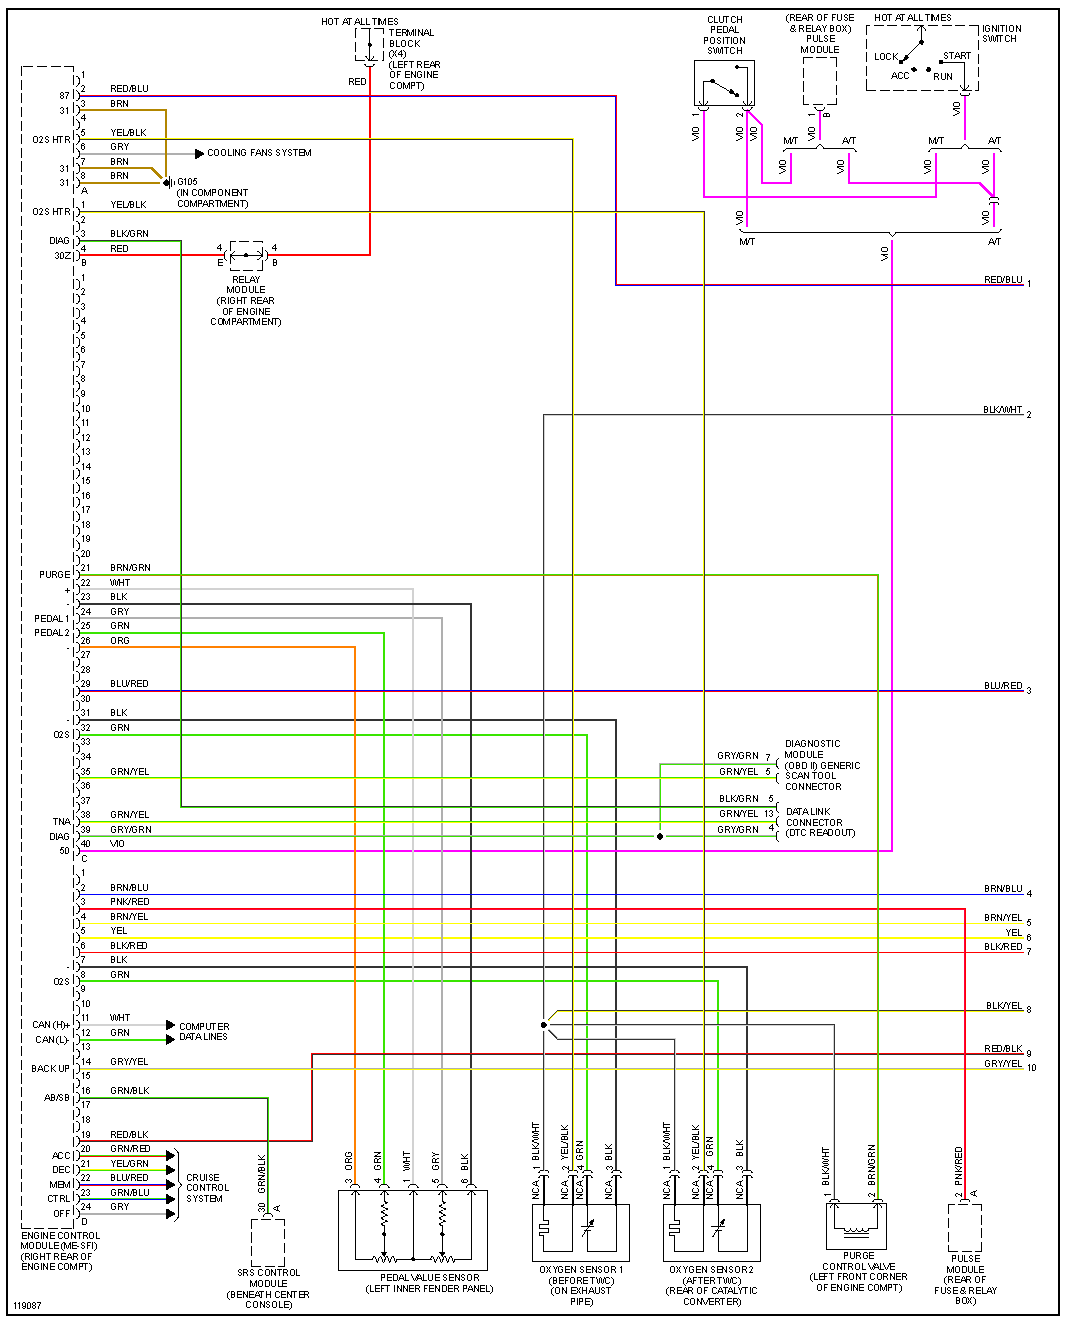 HOT AT ALL TIMES
TERMINAL
BLOCK
(X4)
(LEFT REAR
OF ENGINE
COMPT)
RED
CLUTCH
PEDAL
POSITION
SWITCH
(REAR OF FUSE
& RELAY BOX)
PULSE
MODULE
HOT AT ALL TIMES
IGNITION
SWITCH
LOCK
START
ACC
RUN
1
2
1
B
VIO
VIO
VIO
VIO
VIO
M/T
A/T
M/T
A/T
VIO
VIO
VIO
VIO
VIO
VIO
M/T
A/T
VIO
1
87 2 RED/BLU
31 3 BRN
4
O2S HTR 5 YEL/BLK
6 GRY
COOLING FANS SYSTEM
31 7 BRN
31 8 BRN
A
G105
(IN COMPONENT
COMPARTMENT)
O2S HTR 1 YEL/BLK
2
DIAG 3 BLK/GRN
30Z 4 RED
B
4
E
4
B
RELAY
MODULE
(RIGHT REAR
OF ENGINE
COMPARTMENT)
RED/BLU 1
1
2
3
4
5
6
7
8
9
10
11
BLK/WHT 2
12
13
14
15
16
17
18
19
20
PURGE 21 BRN/GRN
+ 22 WHT
- 23 BLK
PEDAL 1 24 GRY
PEDAL 2 25 GRN
- 26 ORG
27
28
29 BLU/RED
BLU/RED 3
30
- 31 BLK
O2S 32 GRN
33
34
35 GRN/YEL
36
37
TNA 38 GRN/YEL
DIAG 39 GRY/GRN
50 40 VIO
C
GRY/GRN 7
GRN/YEL 5
DIAGNOSTIC
MODULE
(OBD II) GENERIC
SCAN TOOL
CONNECTOR
BLK/GRN 5
GRN/YEL 13
GRY/GRN 4
DATA LINK
CONNECTOR
(DTC READOUT)
1
2 BRN/BLU
BRN/BLU 4
3 PNK/RED
4 BRN/YEL
BRN/YEL 5
5 YEL
YEL 6
6 BLK/RED
BLK/RED 7
- 7 BLK
O2S 8 GRN
9
10
BLK/YEL 8
CAN (H)+ 11 WHT
CAN (L)- 12 GRN
COMPUTER
DATA LINES
13
RED/BLK 9
BACK UP 14 GRY/YEL
GRY/YEL 10
15
AB/SB 16 GRN/BLK
17
18
19 RED/BLK
ACC 20 GRN/RED
DEC 21 YEL/GRN
MEM 22 BLU/RED
CTRL 23 GRN/BLU
OFF 24 GRY
D
CRUISE
CONTROL
SYSTEM
ENGINE CONTROL
MODULE (ME-SFI)
(RIGHT REAR OF
ENGINE COMPT)
30 GRN/BLK
A
SRS CONTROL
MODULE
(BENEATH CENTER
CONSOLE)
3 ORG
4 GRN
1 WHT
5 GRY
6 BLK
PEDAL VALUE SENSOR
(LEFT INNER FENDER PANEL)
1 BLK/WHT
2 YEL/BLK
4 GRN
3 BLK
NCA
NCA
NCA
NCA
OXYGEN SENSOR 1
(BEFORE TWC)
(ON EXHAUST
PIPE)
1 BLK/WHT
2 YEL/BLK
4 GRN
3 BLK
NCA
NCA
NCA
NCA
OXYGEN SENSOR 2
(AFTER TWC)
(REAR OF CATALYTIC
CONVERTER)
1 BLK/WHT
2 BRN/GRN
PURGE
CONTROL VALVE
(LEFT FRONT CORNER
OF ENGINE COMPT)
2 PNK/RED
A
PULSE
MODULE
(REAR OF
FUSE & RELAY
BOX)
119087